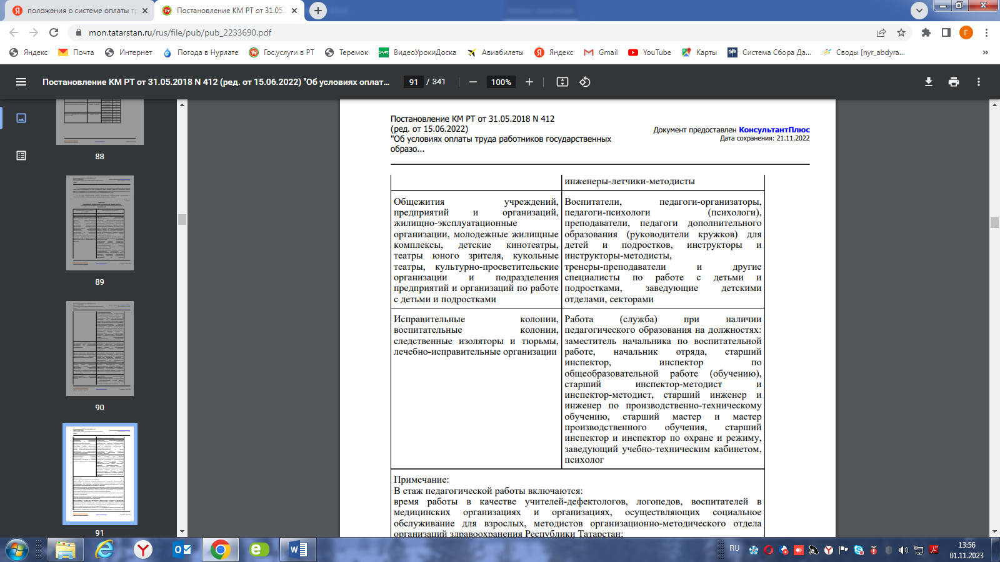 положения о системе оплаты тр
Постановление КМ РТ от 31.05.
mon.tatarstan.ru/rus/file/pub/pub_2233690.pdf
Г
Яндекс
Почта
Интернет
Погода в Нурлате
Гос.услуги в РТ
Теремок
ВидеоУрокиДоска
Авиабилеты
Яндекс
Gmail
YouTube
Карты
Система Сбора Да...
Своды [nyr_abdyra...
»
Постановление КМ РТ от 31.05.2018 N 412 (ред. от 15.06.2022) "Об условиях оплат...
91 / 341
100%
88
89
90
91
Постановление КМ РТ от 31.05.2018 N 412
(ред. от 15.06.2022)
"Об условиях оплаты труда работников государственных
образо...
Документ предоставлен КонсультантПлюс
Дата сохранения: 21.11.2022
инженеры-летчики-методисты
Общежития учреждений,
предприятий и организаций,
жилищно-эксплуатационные
организации, молодежные жилищные
комплексы, детские кинотеатры,
театры юного зрителя, кукольные
театры, культурно-просветительские
организации и подразделения
предприятий и организаций по работе
с детьми и подростками
Воспитатели, педагоги-организаторы,
педагоги-психологи (психологи),
преподаватели, педагоги дополнительного
образования (руководители кружков) для
детей и подростков, инструкторы и
инструкторы-методисты,
тренеры-преподаватели и другие
специалисты по работе с детьми и
подростками, заведующие детскими
отделами, секторами
Исправительные колонии,
воспитательные колонии,
следственные изоляторы и тюрьмы,
лечебно-исправительные организации
Работа (служба) при наличии
педагогического образования на должностях:
заместитель начальника по воспитательной
работе, начальник отряда, старший
инспектор, инспектор по
общеобразовательной работе (обучению),
старший инспектор-методист и
инспектор-методист, старший инженер и
инженер по производственно-техническому
обучению, старший мастер и мастер
производственного обучения, старший
инспектор и инспектор по охране и режиму,
заведующий учебно-техническим кабинетом,
психолог
Примечание:
В стаж педагогической работы включаются:
время работы в качестве учителей-дефектологов, логопедов, воспитателей в
медицинских организациях и организациях, осуществляющих социальное
обслуживание для взрослых, методистов организационно-методического отдела
организаций здравоохранения Республики Татарстан;
RU
13:56
01.11.2023